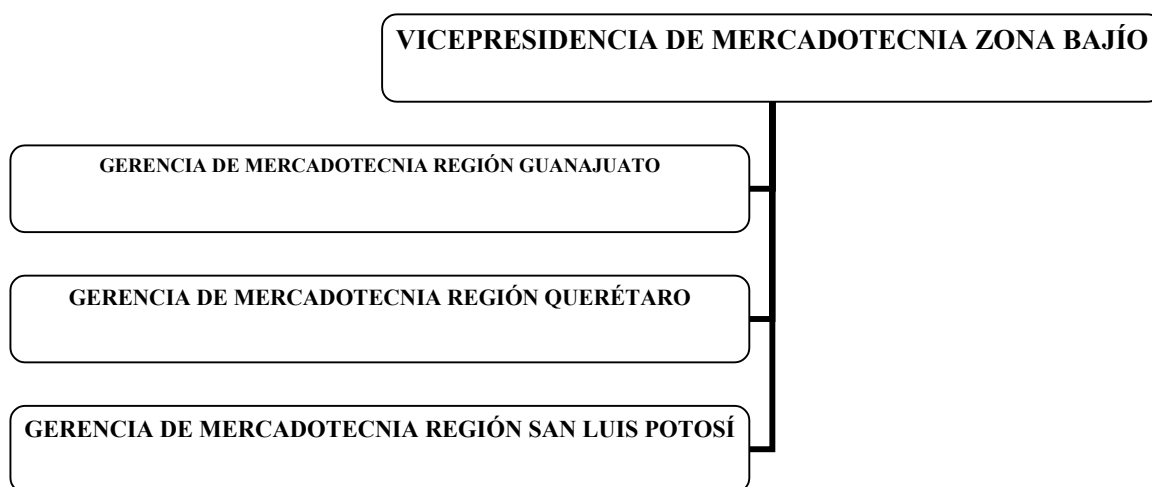 VICEPRESIDENCIA DE MERCADOTECNIA ZONA BAJÍO
GERENCIA DE MERCADOTECNIA REGIÓN GUANAJUATO
GERENCIA DE MERCADOTECNIA REGIÓN QUERÉTARO
GERENCIA DE MERCADOTECNIA REGIÓN SAN LUIS POTOSÍ